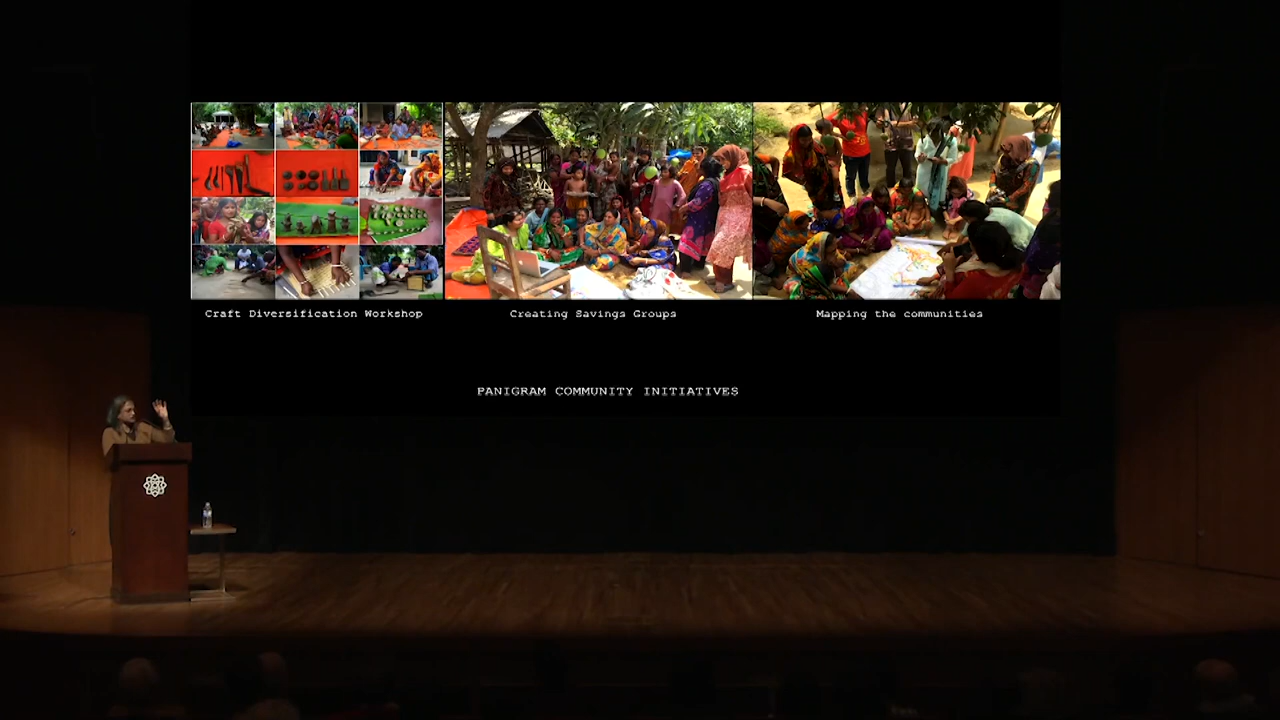 Craft Diversification Workshop
Creating Savings Groups
Mapping the communities
PANIGRAM COMMUNITY INITIATIVES